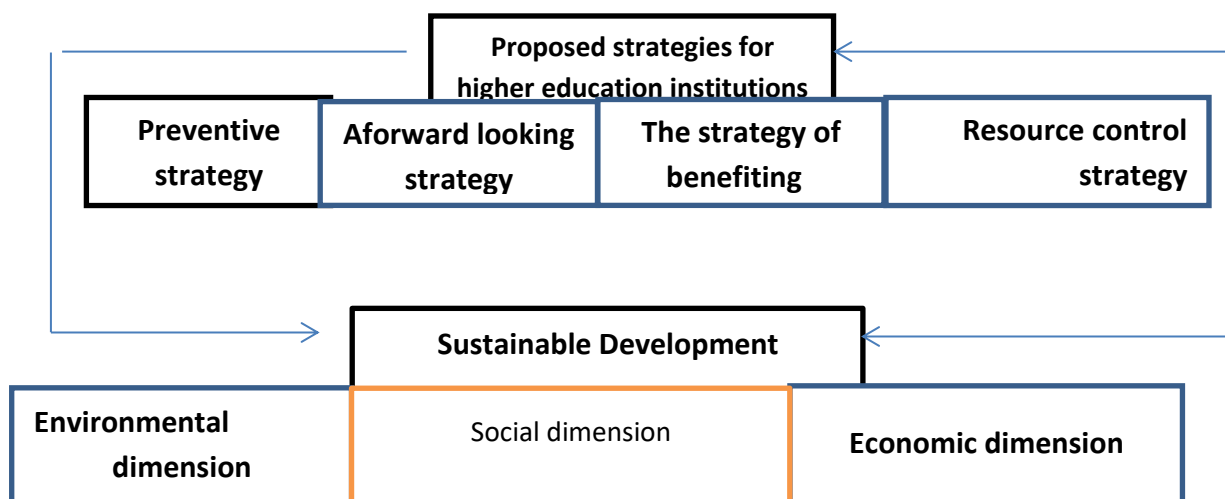 Proposed strategies for
higher education institutions
Preventive
strategy
Aforward looking
strategy
The strategy of
benefiting
Resource control
strategy
Sustainable Development
Environmental
dimension
Social dimension
Economic dimension